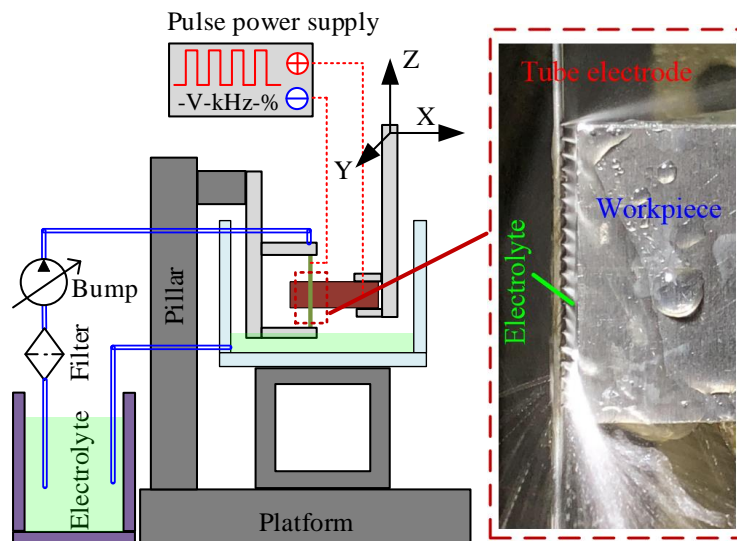 Pulse power supply
-V-kHz-%
Z
X
Y
Bump
Filter
Electrolyte
Pillar
Platform
Tube electrode
Workpiece
Electrolyte